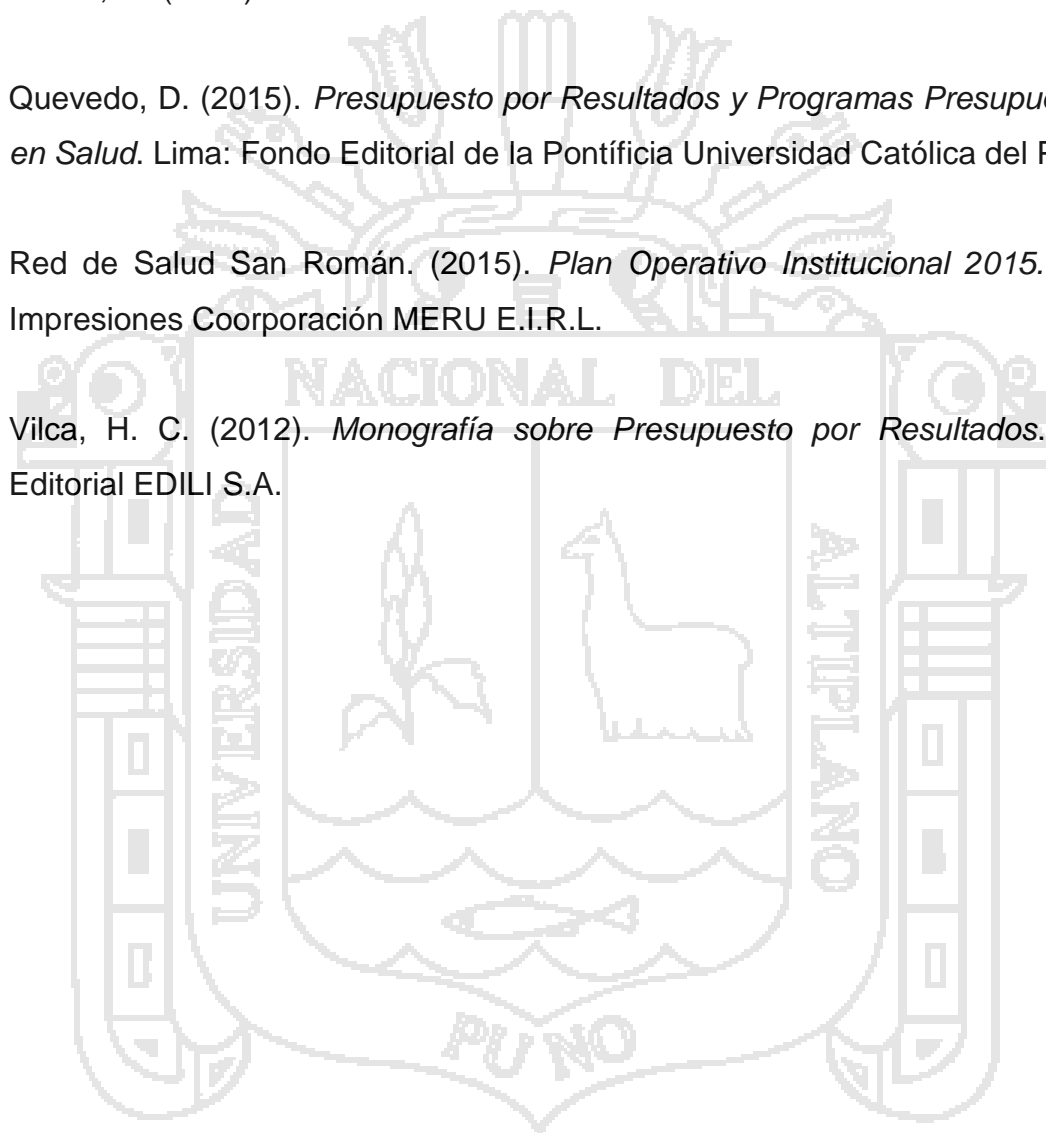 Quevedo, D. (2015). Presupuesto por Resultados y Programas
en Salud. Lima: Fondo Editorial de la Pontíficia Universidad Católica del
Red de Salud San Román. (2015). Plan Operativo Institucional 2015.
Impresiones Coorporación MERU E.I.R.L.
NACIONAL DEL
Vilca, H. C. (2012). Monografía sobre Presupuesto por Resultados.
Editorial EDILI S.A.
UNIVERSIDAD
ALTIPLANO
PUNO